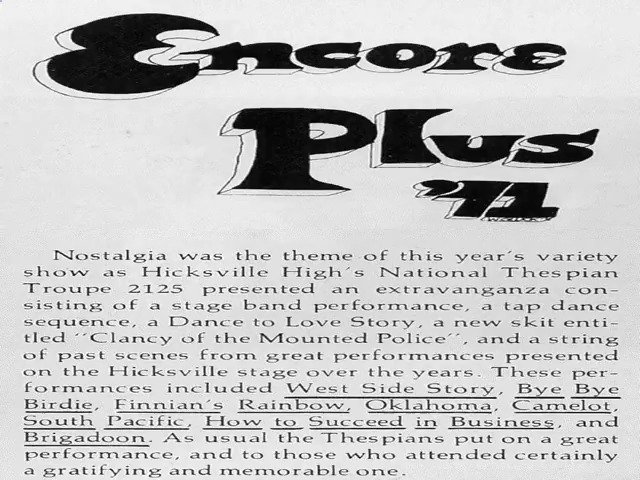 Encore
Plus
'71
Nostalgia was the theme of this year's variety
show as Hicksville High's National Thespian
Troupe 2125 presented an extravaganza con-
sisting of a stage band performance, a tap dance
sequence, a Dance to Love Story, a new skit enti-
tled "Clancy of the Mounted Police", and a string
of past scenes from great performances presented
on the Hicksville stage over the years. These per-
formances included West Side Story, Bye Bye
Birdie, Finnian's Rainbow, Oklahoma, Camelot,
South Pacific, How to Succeed in Business, and
Brigadoon. As usual the Thespians put on a great
performance, and to those who attended certainly
a gratifying and memorable one.